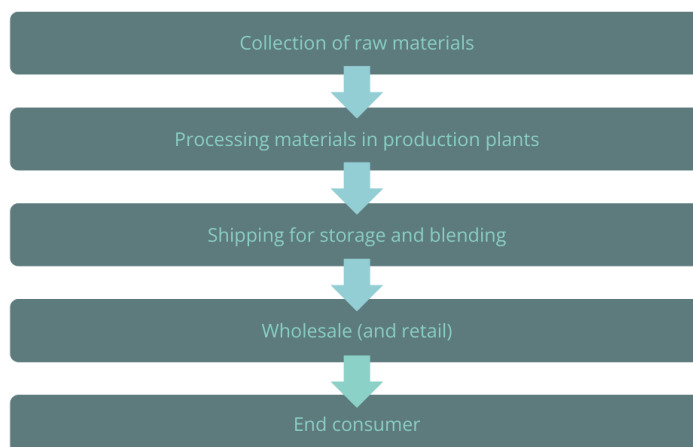 Collection of raw materials
Processing materials in production plants
Shipping for storage and blending
Wholesale (and retail)
End consumer